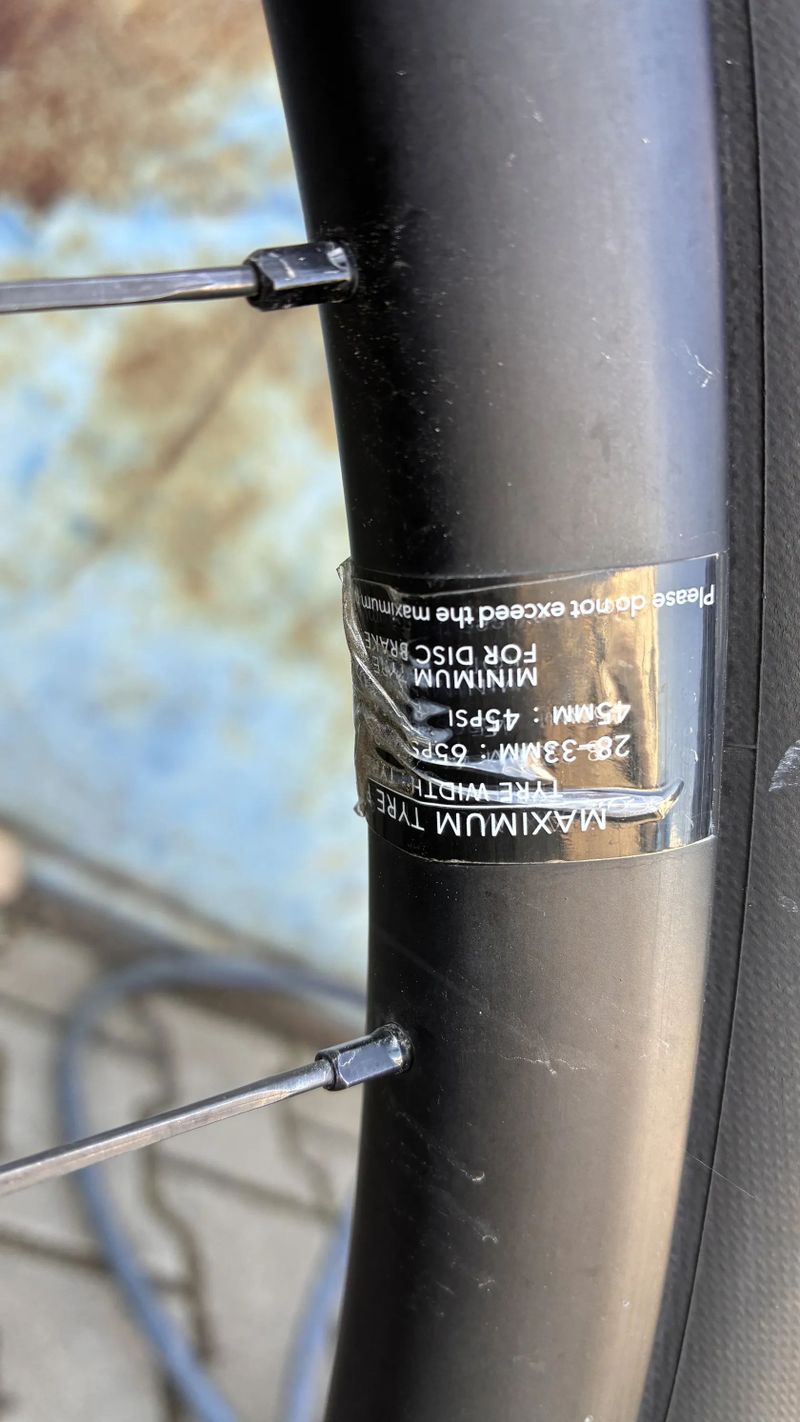 MAXIMUM TYRE
TYRE WIDTH
28-33MM : 65PS
45MM : 45PSI
MINIMUM
FOR DISC BRAKE
Please do not exceed the maximum